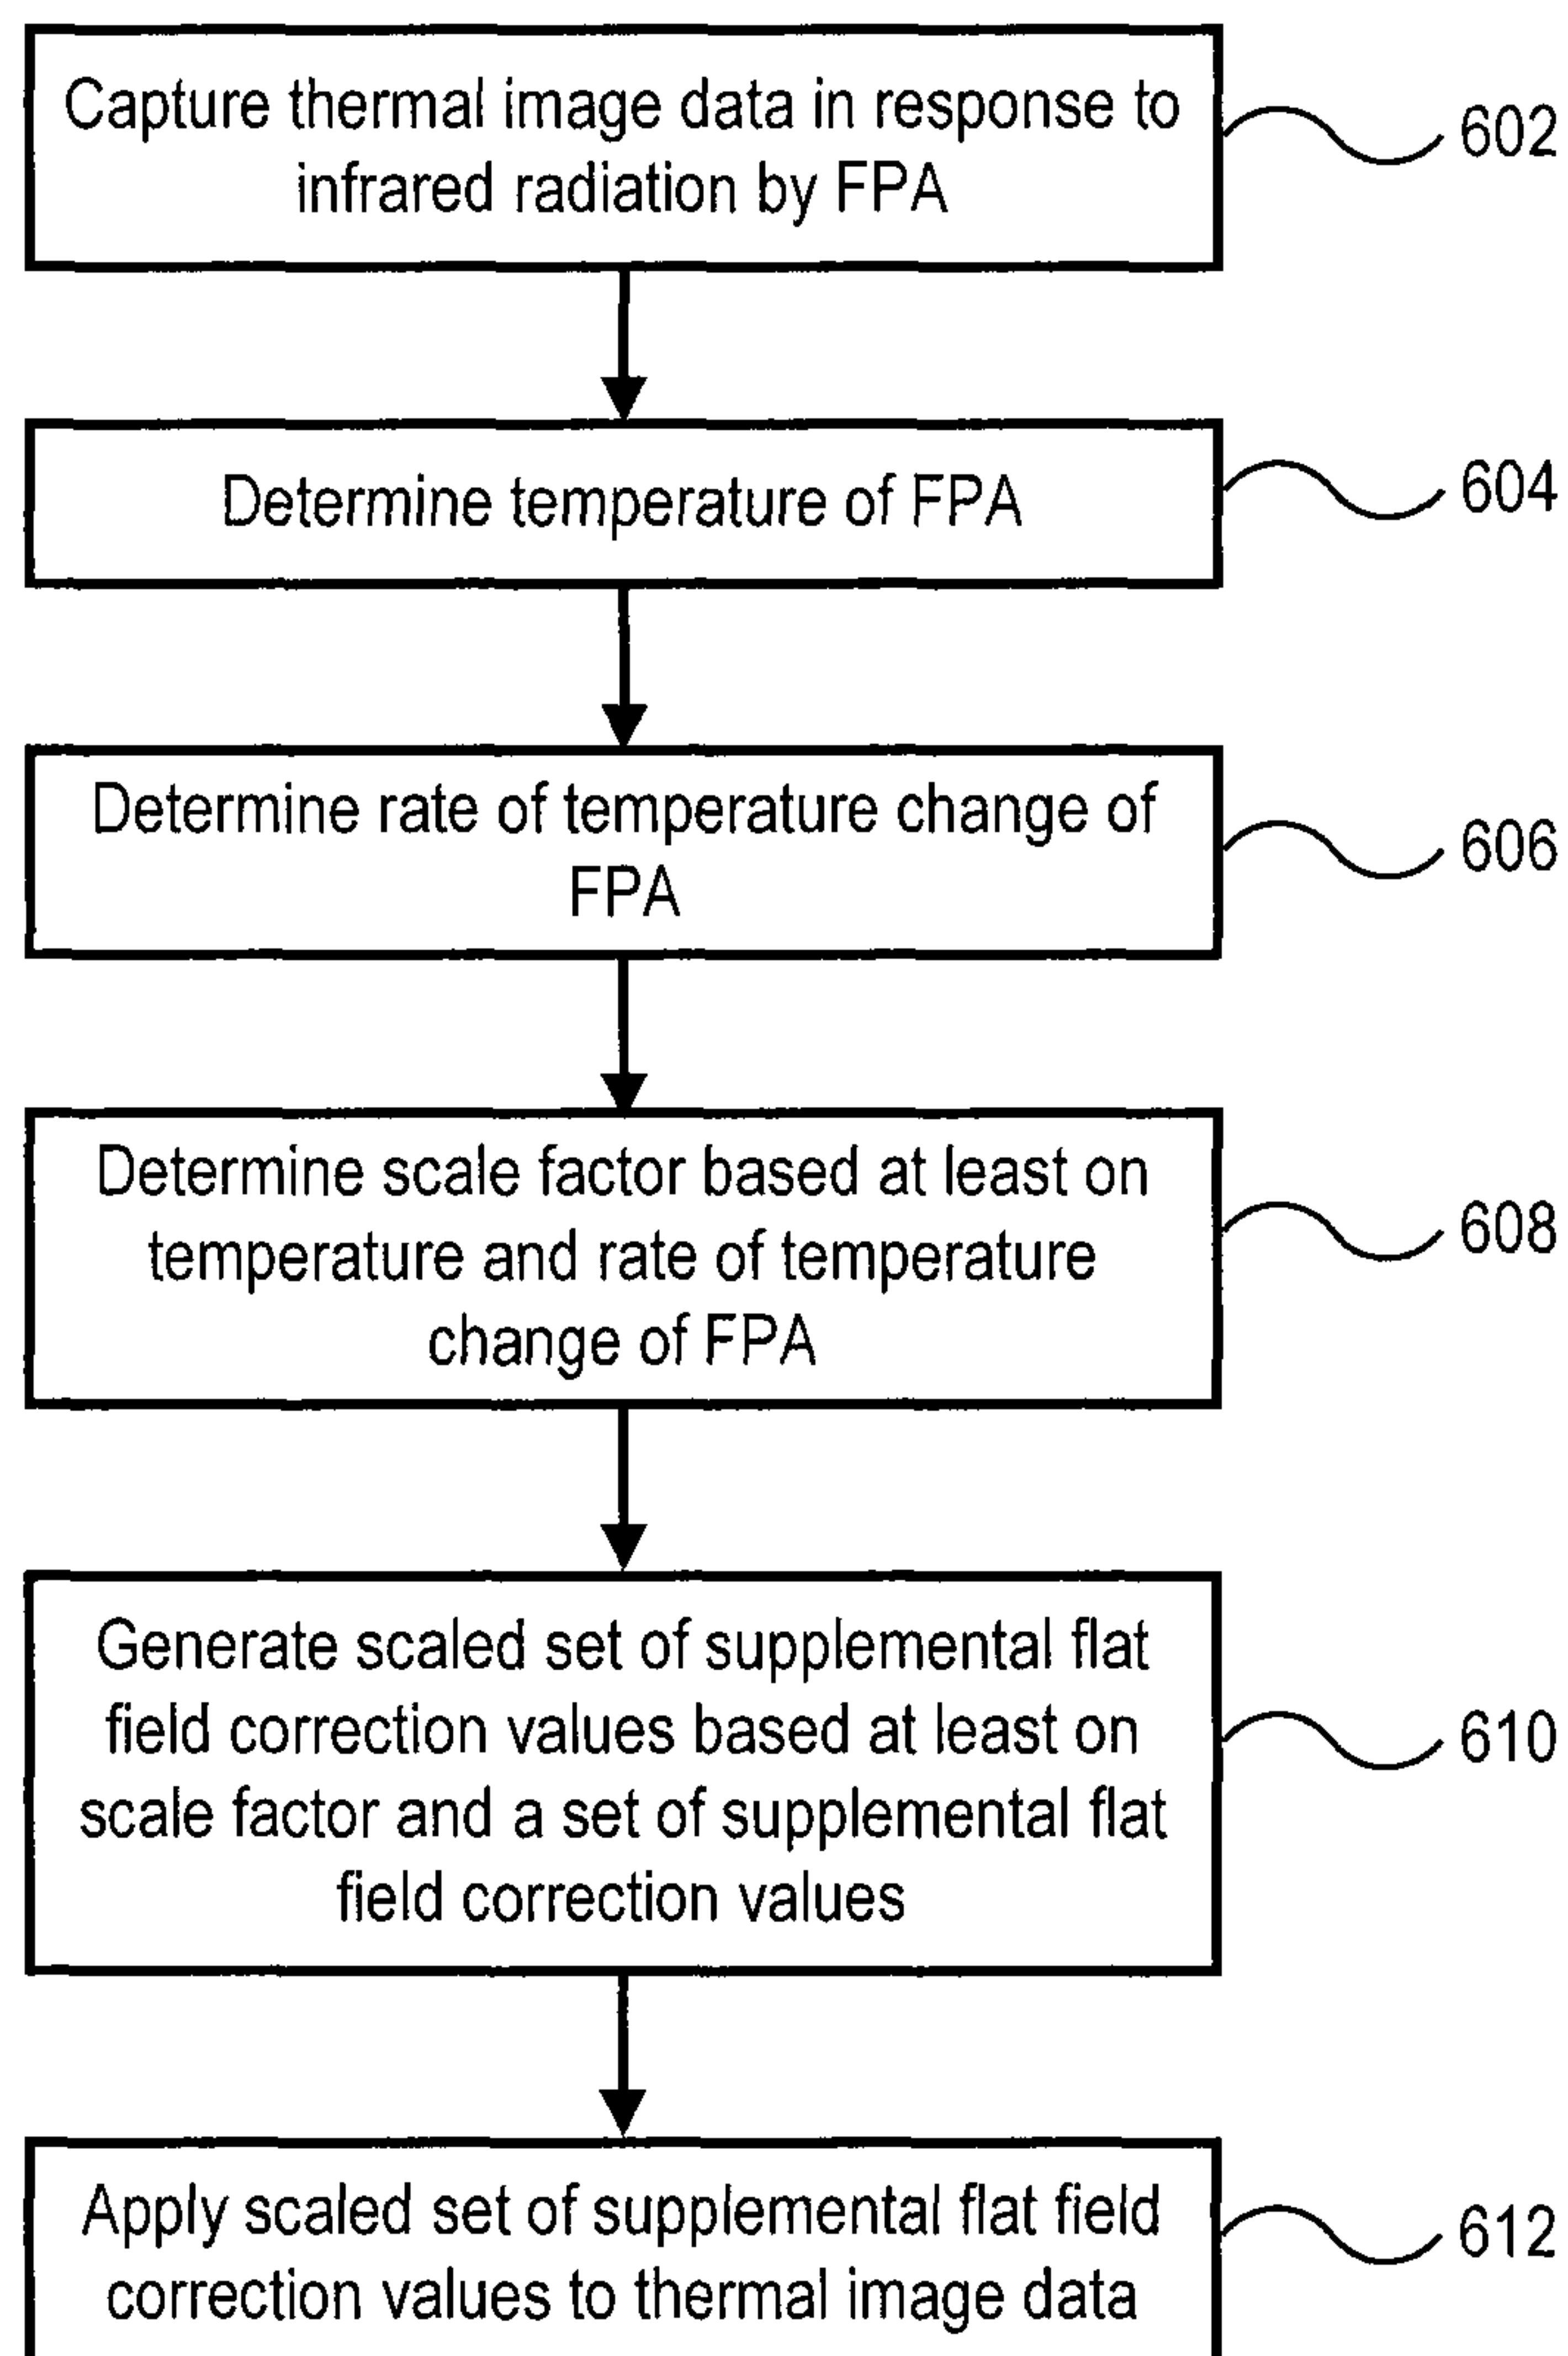 Capture thermal image data in response to
infrared radiation by FPA
602
Determine temperature of FPA
604
Determine rate of temperature change of
FPA
606
Determine scale factor based at least on
temperature and rate of temperature
change of FPA
608
Generate scaled set of supplemental flat
field correction values based at least on
scale factor and a set of supplemental flat
field correction values
610
Apply scaled set of supplemental flat field
correction values to thermal image data
612